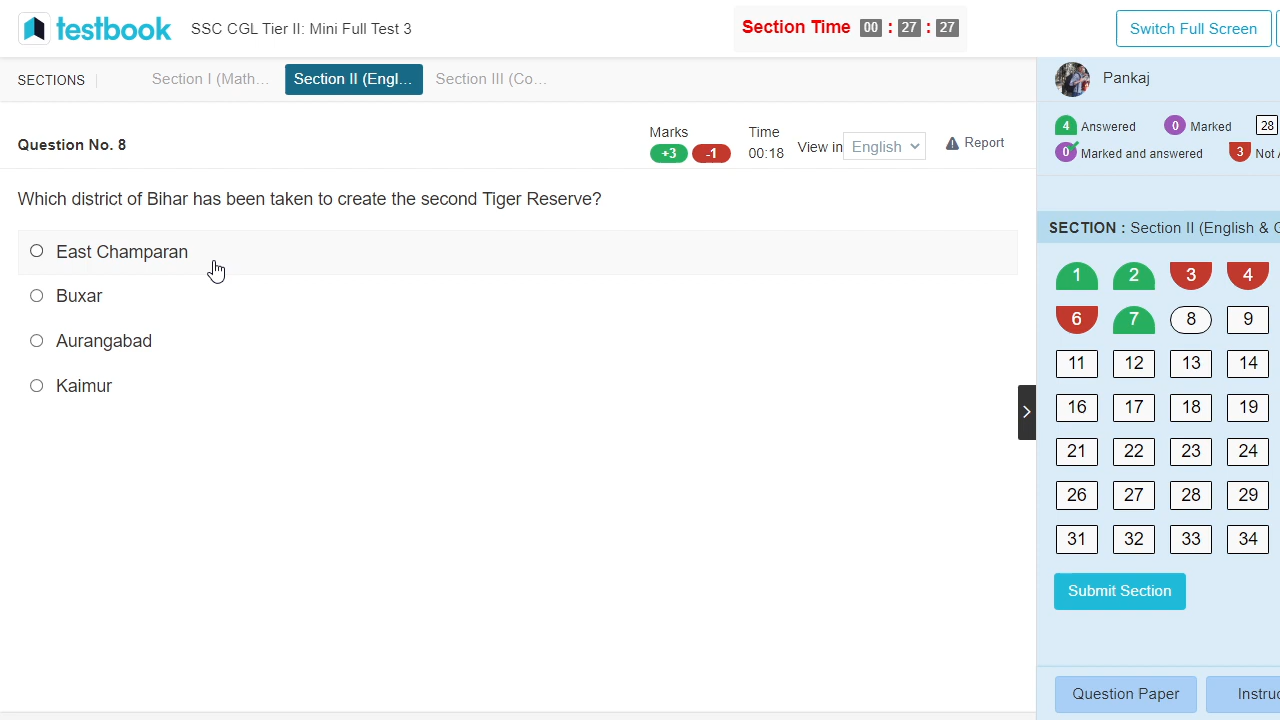 testbook SSC CGL Tier II: Mini Full Test 3 Section Time 00 : 27 : 27 Switch Full Screen
SECTIONS Section I (Math... Section II (Engl... Section III (Co...
Pankaj
Question No. 8
Marks
+3 -1
Time
00:18
View in English
Report
4 Answered 0 Marked 28
0 Marked and answered 3 Not
Which district of Bihar has been taken to create the second Tiger Reserve?
East Champaran
Buxar
Aurangabad
Kaimur
SECTION : Section II (English &
1 2 3 4
6 7 8 9
11 12 13 14
16 17 18 19
21 22 23 24
26 27 28 29
31 32 33 34
Submit Section
Question Paper